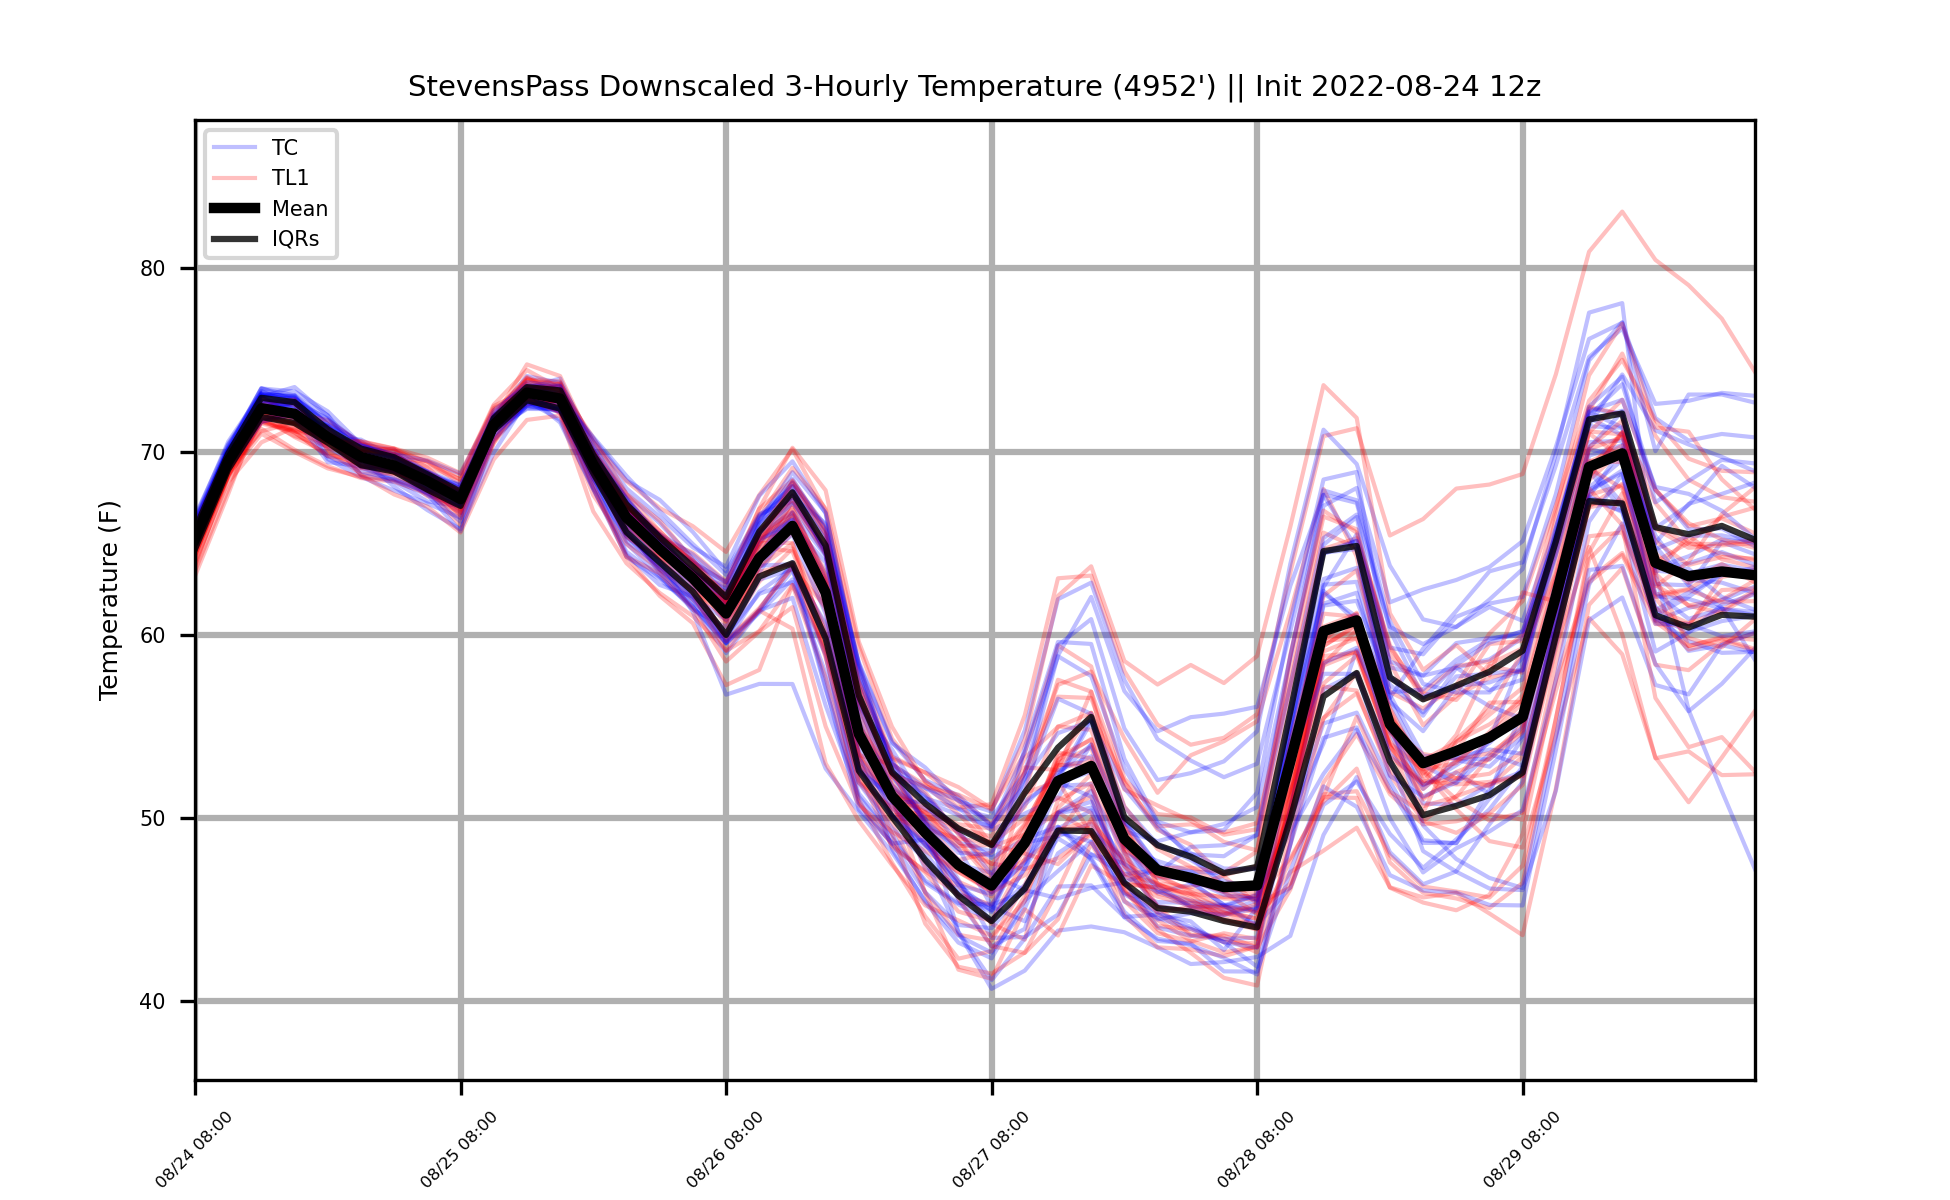 StevensPass Downscaled 3-Hourly Temperature (4952') || Init 2022-08-24 12z
TC
TL1
Mean
IQRs
Temperature (F)
80
70
60
50
40
08/24 08:00
08/25 08:00
08/26 08:00
08/27 08:00
08/28 08:00
08/29 08:00